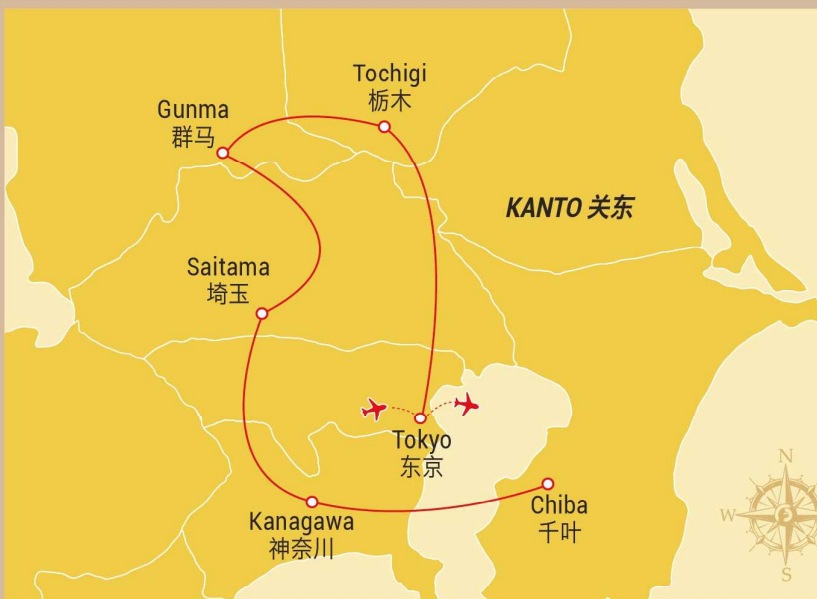 Tochigi
栃木
Gunma
群马
KANTO 关东
Saitama
埼玉
Tokyo
东京
Chiba
千叶
Kanagawa
神奈川
N
W
S